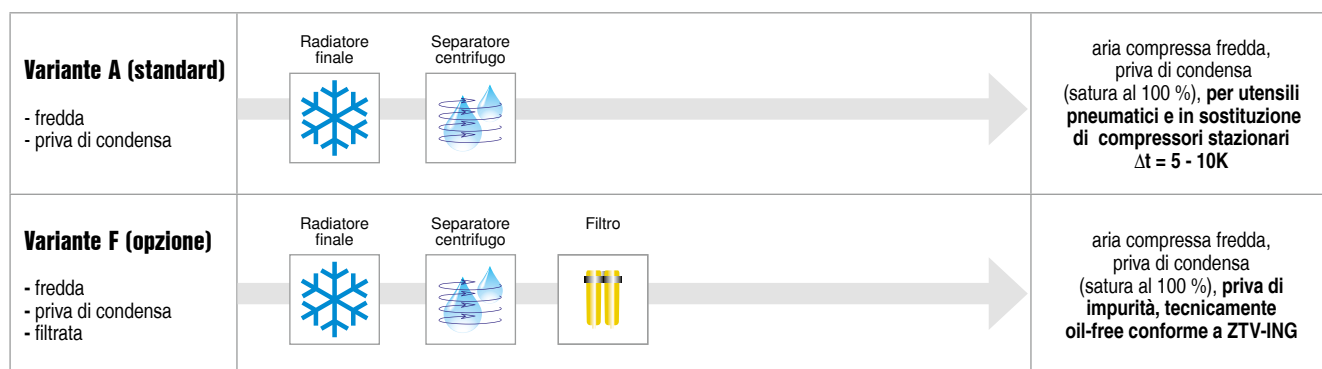 Variante A (standard)
- fredda
- priva di condensa
Radiatore
finale
Separatore
centrifugo
aria compressa fredda,
priva di condensa
(satura al 100 %), per utensili
pneumatici e in sostituzione
di compressori stazionari
Δt = 5 - 10K
Variante F (opzione)
- fredda
- priva di condensa
- filtrata
Radiatore
finale
Separatore
centrifugo
Filtro
aria compressa fredda,
priva di condensa
(satura al 100 %), priva di
impurità, tecnicamente
oil-free conforme a ZTV-ING